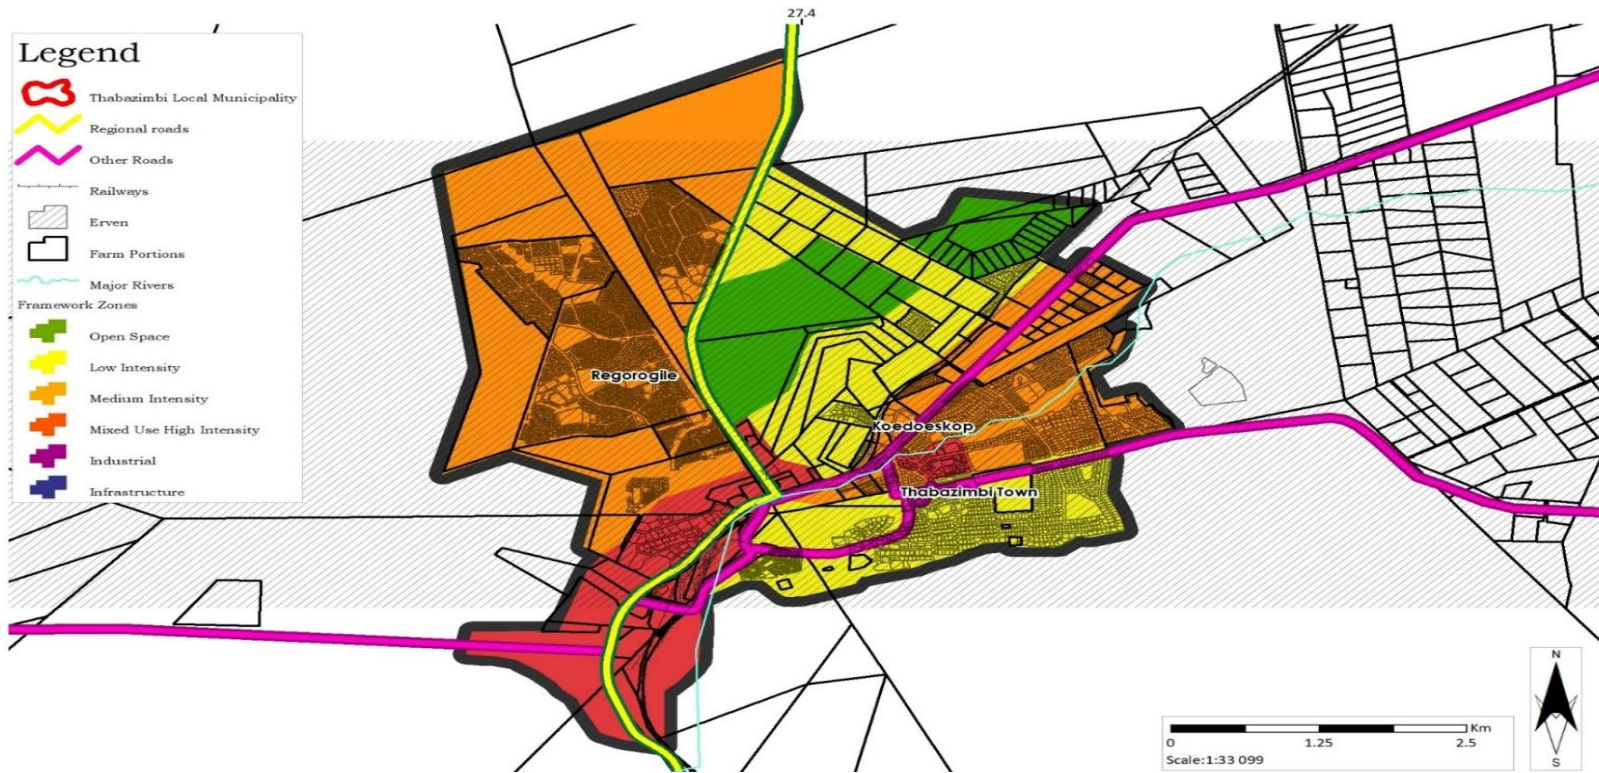 27.4
Legend
Thabazimbi Local Municipality
Regional roads
Other Roads
Railways
Erven
Farm Portions
Major Rivers
Framework Zones
Open Space
Low Intensity
Medium Intensity
Mixed Use High Intensity
Industrial
Infrastructure
Regorogile
Koedoeskop
Thabazimbi Town
N
S
Km
0 1.25 2.5
Scale:1:33 099